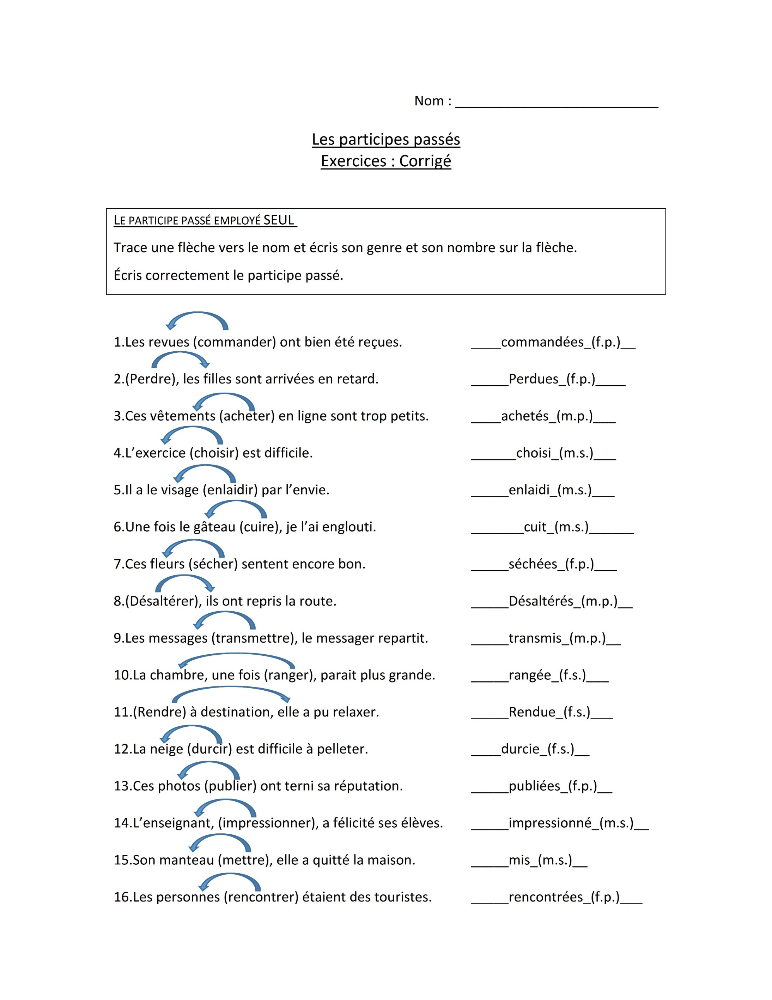 Nom : ___________________________
Les participes passés
Exercices : Corrigé
LE PARTICIPE PASSÉ EMPLOYÉ SEUL
Trace une flèche vers le nom et écris son genre et son nombre sur la flèche.
Écris correctement le participe passé.
1.Les revues (commander) ont bien été reçues. ____commandées_(f.p.)__
2.(Perdre), les filles sont arrivées en retard. _____Perdues_(f.p.)____
3.Ces vêtements (acheter) en ligne sont trop petits. ____achetés_(m.p.)___
4.L’exercice (choisir) est difficile. ______choisi_(m.s.)___
5.Il a le visage (enlaidir) par l’envie. _____enlaidi_(m.s.)___
6.Une fois le gâteau (cuire), je l’ai englouti. _______cuit_(m.s.)______
7.Ces fleurs (sécher) sentent encore bon. _____séchées_(f.p.)___
8.(Désaltérer), ils ont repris la route. _____Désaltérés_(m.p.)__
9.Les messages (transmettre), le messager repartit. _____transmis_(m.p.)__
10.La chambre, une fois (ranger), parait plus grande. _____rangée_(f.s.)___
11.(Rendre) à destination, elle a pu relaxer. _____Rendue_(f.s.)___
12.La neige (durcir) est difficile à pelleter. ____durcie_(f.s.)__
13.Ces photos (publier) ont terni sa réputation. _____publiées_(f.p.)__
14.L’enseignant, (impressionner), a félicité ses élèves. _____impressionné_(m.s.)__
15.Son manteau (mettre), elle a quitté la maison. _____mis_(m.s.)__
16.Les personnes (rencontrer) étaient des touristes. _____rencontrées_(f.p.)___